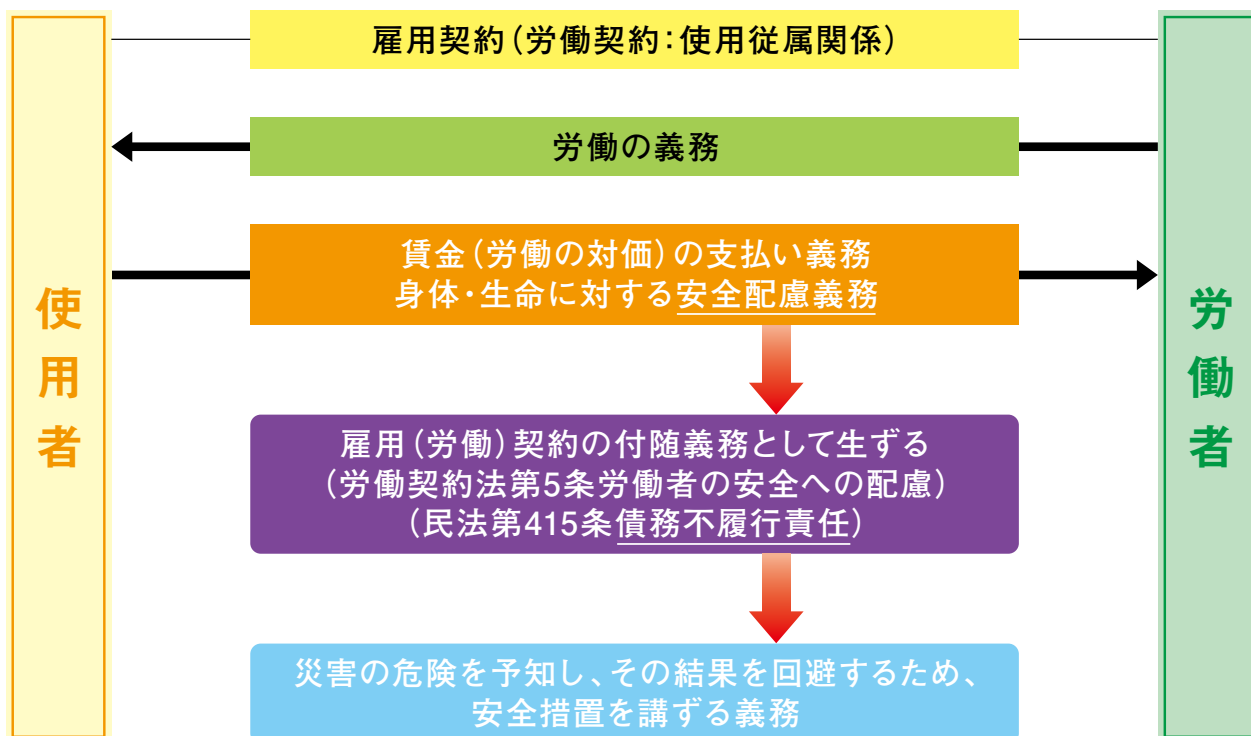 雇用契約（労働契約：使用従属関係）
労働の義務
賃金（労働の対価）の支払い義務
身体・生命に対する安全配慮義務
使用者
労働者
雇用（労働）契約の付随義務として生ずる
（労働契約法第5条労働者の安全への配慮）
（民法第415条債務不履行責任）
災害の危険を予知し、その結果を回避するため、
安全措置を講ずる義務